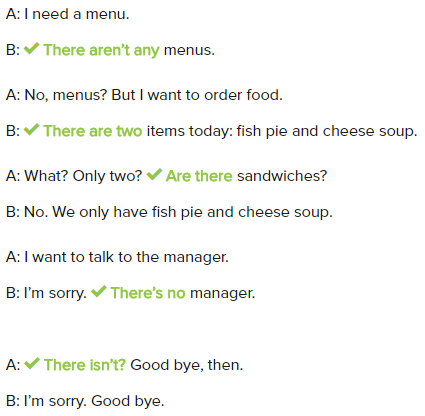 A: I need a menu.
B: ✔ There aren't any menus.
A: No, menus? But I want to order food.
B: ✔ There are two items today: fish pie and cheese soup.
A: What? Only two? ✔ Are there sandwiches?
B: No. We only have fish pie and cheese soup.
A: I want to talk to the manager.
B: I'm sorry. ✔ There's no manager.
A: ✔ There isn't? Good bye, then.
B: I'm sorry. Good bye.